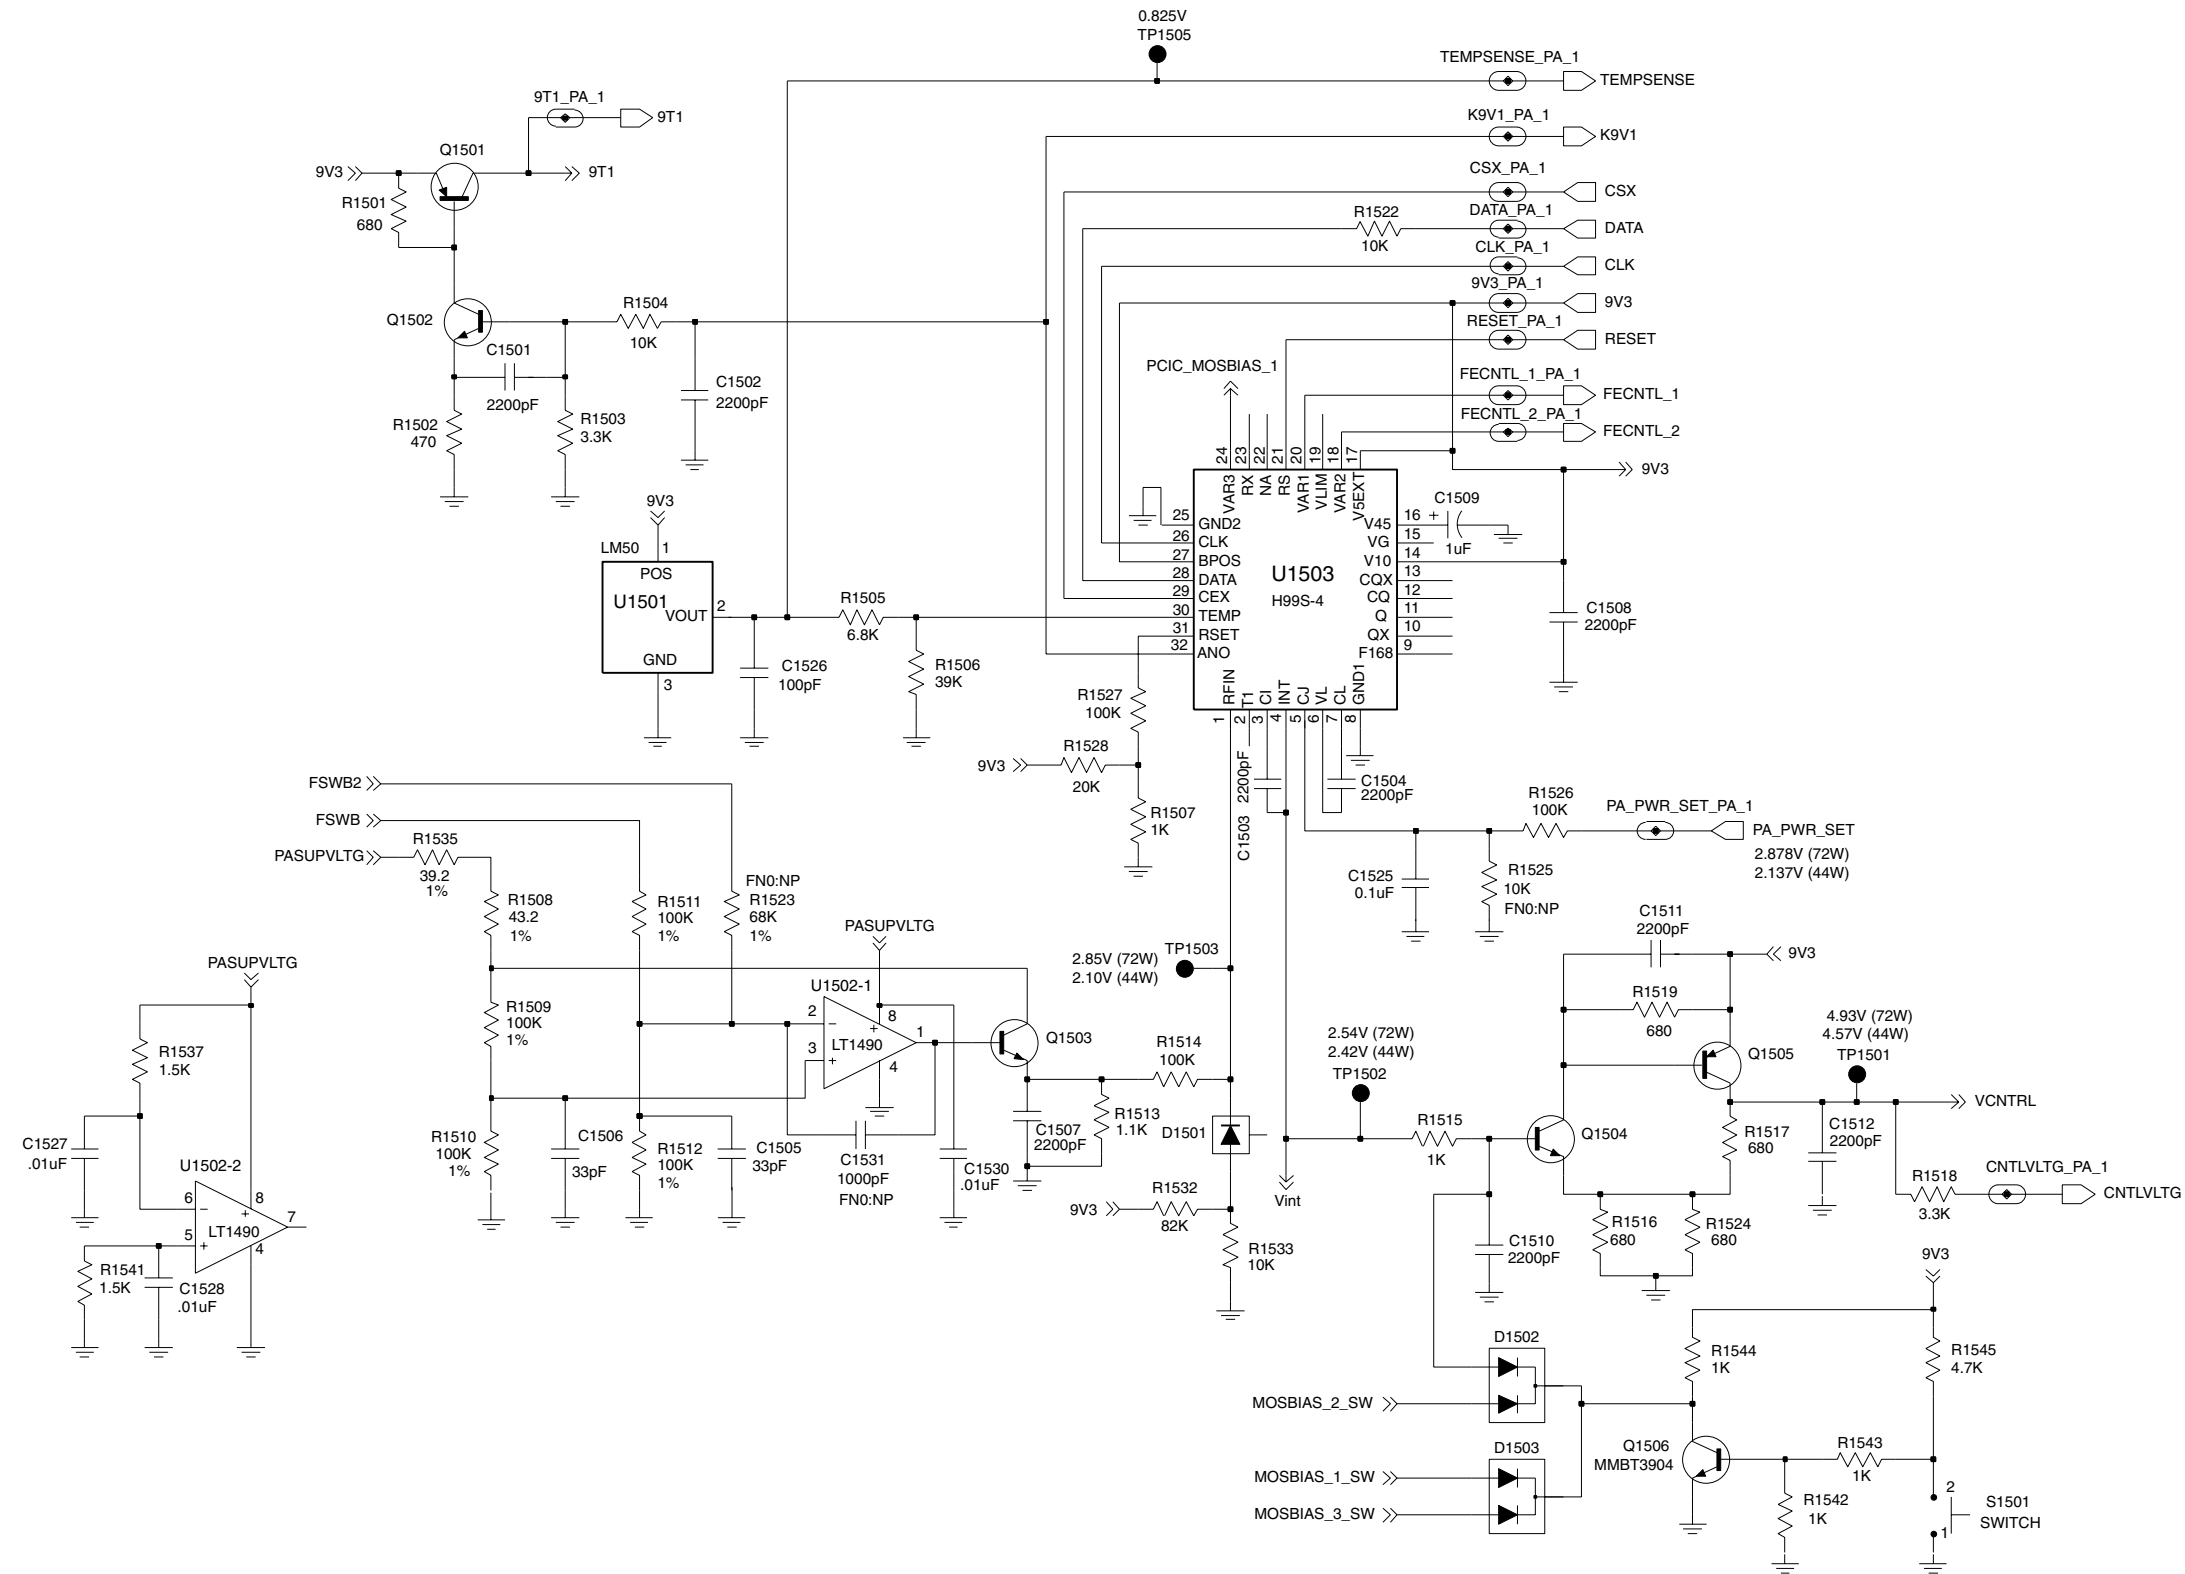 0.825V
TP1505
TEMPSENSE_PA_1
TEMPSENSE
9T1_PA_1
9T1
K9V1_PA_1
K9V1
Q1501
9V3
9T1
R1501
680
CSX_PA_1
CSX
R1522
10K
DATA_PA_1
DATA
CLK_PA_1
CLK
9V3_PA_1
9V3
RESET_PA_1
RESET
Q1502
R1504
10K
C1501
2200pF
C1502
2200pF
R1502
470
R1503
3.3K
PCIC_MOSBIAS_1
FECNTL_1_PA_1
FECNTL_1
FECNTL_2_PA_1
FECNTL_2
24
23
22
21
20
19
18
17
VAR3
RX
NA
RS
VAR1
VLIM
VAR2
V5EXT
9V3
9V3
LM50
1
POS
U1501
VOUT
2
GND
3
25
GND2
26
CLK
27
BPOS
28
DATA
29
CEX
30
TEMP
31
RSET
32
ANO
U1503
H99S-4
V45
16
VG
15
V10
14
CQX
13
CQ
12
Q
11
QX
10
F168
9
+
C1509
1uF
C1508
2200pF
R1505
6.8K
C1526
100pF
R1506
39K
RFIN
T1
CI
INT
CJ
VL
CL
GND1
1
2
3
4
5
6
7
8
R1527
100K
R1528
20K
9V3
R1507
1K
C1503
2200pF
C1504
2200pF
R1526
100K
PA_PWR_SET_PA_1
PA_PWR_SET
2.878V (72W)
2.137V (44W)
C1525
0.1uF
R1525
10K
FN0:NP
FSWB2
FSWB
PASUPVLTG
R1535
39.2
1%
R1508
43.2
1%
R1511
100K
1%
FN0:NP
R1523
68K
1%
PASUPVLTG
U1502-1
2
−
3
+
+
8
LT1490
4
1
Q1503
R1509
100K
1%
R1510
100K
1%
C1506
33pF
R1512
100K
1%
C1505
33pF
C1531
1000pF
FN0:NP
C1530
.01uF
C1507
2200pF
R1513
1.1K
R1514
100K
2.85V (72W)
2.10V (44W)
TP1503
D1501
9V3
R1532
82K
R1533
10K
PASUPVLTG
R1537
1.5K
C1527
.01uF
U1502-2
6
−
5
+
+
8
LT1490
4
7
R1541
1.5K
C1528
.01uF
2.54V (72W)
2.42V (44W)
TP1502
Vint
R1515
1K
Q1504
C1510
2200pF
C1511
2200pF
9V3
R1519
680
Q1505
4.93V (72W)
4.57V (44W)
TP1501
VCNTRL
R1517
680
C1512
2200pF
R1518
3.3K
CNTLVLTG_PA_1
CNTLVLTG
R1516
680
R1524
680
9V3
R1544
1K
R1545
4.7K
D1502
MOSBIAS_2_SW
D1503
MOSBIAS_1_SW
MOSBIAS_3_SW
Q1506
MMBT3904
R1543
1K
R1542
1K
2
1
S1501
SWITCH